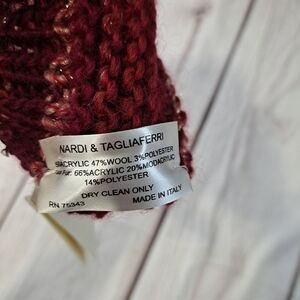 NARDI & TAGLIAFERRI
ACRYLIC 47%WOOL 3%POLYESTER
Fur: 66%ACRYLIC 20%MODACRYLIC
14%POLYESTER
DRY CLEAN ONLY
RN 75343 MADE IN ITALY